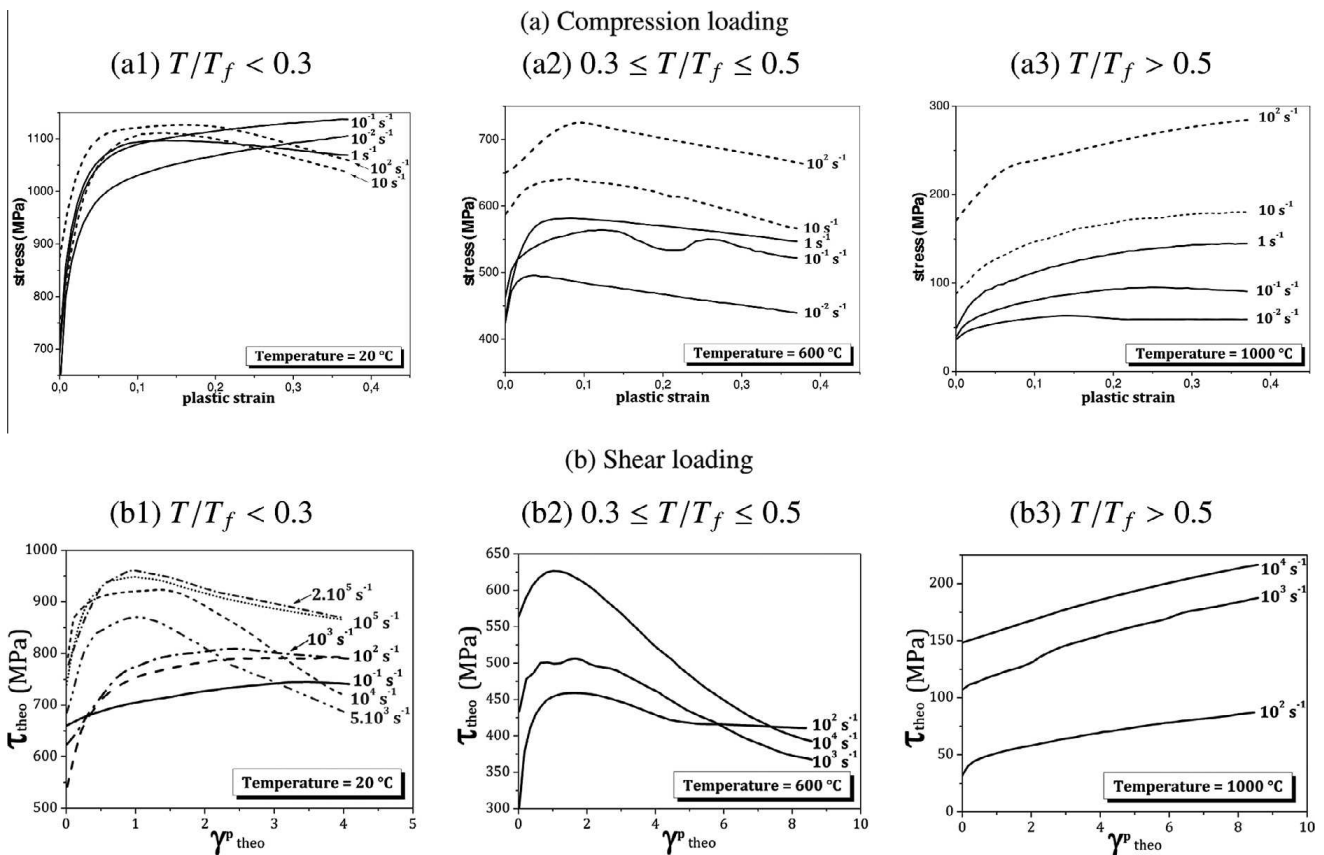 (a) Compression loading
(a1) T/T_f < 0.3
(a2) 0.3 ≤ T/T_f ≤ 0.5
(a3) T/T_f > 0.5
stress (MPa)
1100
1000
900
800
700
10⁻¹ s⁻¹
10⁻² s⁻¹
1 s⁻¹
10² s⁻¹
10 s⁻¹
Temperature = 20 °C
0,0 0,1 0,2 0,3 0,4
plastic strain
stress (MPa)
750
650
550
450
350
10² s⁻¹
10 s⁻¹
1 s⁻¹
10⁻¹ s⁻¹
10⁻² s⁻¹
Temperature = 600 °C
0,0 0,1 0,2 0,3 0,4
plastic strain
stress (MPa)
300
200
100
0
10² s⁻¹
10 s⁻¹
1 s⁻¹
10⁻¹ s⁻¹
10⁻² s⁻¹
Temperature = 1000 °C
0,0 0,1 0,2 0,3 0,4
plastic strain
(b) Shear loading
(b1) T/T_f < 0.3
(b2) 0.3 ≤ T/T_f ≤ 0.5
(b3) T/T_f > 0.5
τ_theo (MPa)
1000
900
800
700
600
500
2.10⁵ s⁻¹
10⁵ s⁻¹
10³ s⁻¹
10² s⁻¹
10⁻¹ s⁻¹
10⁴ s⁻¹
5.10³ s⁻¹
Temperature = 20 °C
0 1 2 3 4 5
γᵖ_theo
τ_theo (MPa)
650
600
550
500
450
400
375
300
10² s⁻¹
10⁴ s⁻¹
10³ s⁻¹
Temperature = 600 °C
0 2 4 6 8 10
γᵖ_theo
τ_theo (MPa)
200
150
100
50
0
10⁴ s⁻¹
10³ s⁻¹
10² s⁻¹
Temperature = 1000 °C
0 2 4 6 8 10
γᵖ_theo